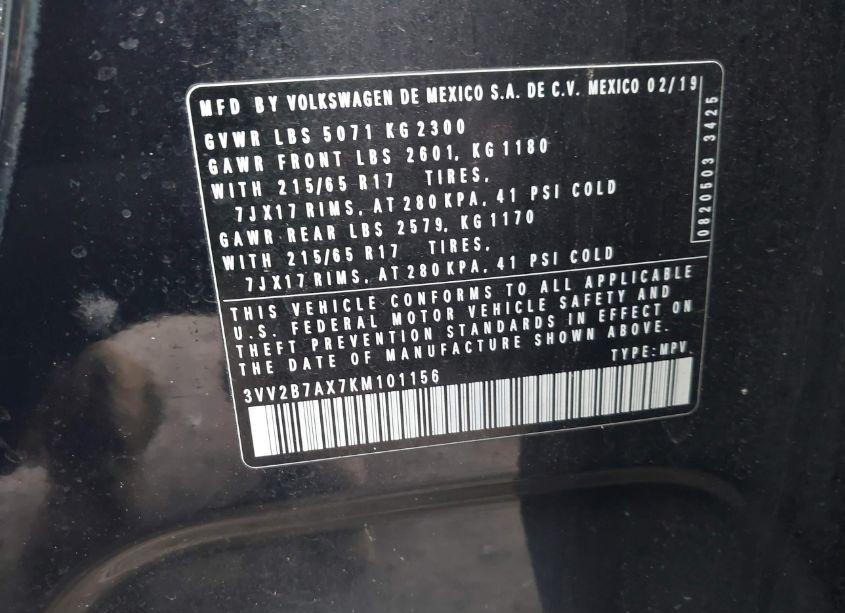 MFD BY VOLKSWAGEN DE MEXICO S.A. DE C.V. MEXICO 02/19
GVWR LBS 5071 KG 2300
GAWR FRONT LBS 2601, KG 1180
WITH 215/65 R17 TIRES,
7JX17 RIMS, AT 280 KPA, 41 PSI COLD
GAWR REAR LBS 2579, KG 1170
WITH 215/65 R17 TIRES,
7JX17 RIMS, AT 280 KPA, 41 PSI COLD
0820503 3425
THIS VEHICLE CONFORMS TO ALL APPLICABLE
U.S. FEDERAL MOTOR VEHICLE SAFETY AND
THEFT PREVENTION STANDARDS IN EFFECT ON
THE DATE OF MANUFACTURE SHOWN ABOVE.
TYPE: MPV.
3VV2B7AX7KM101156